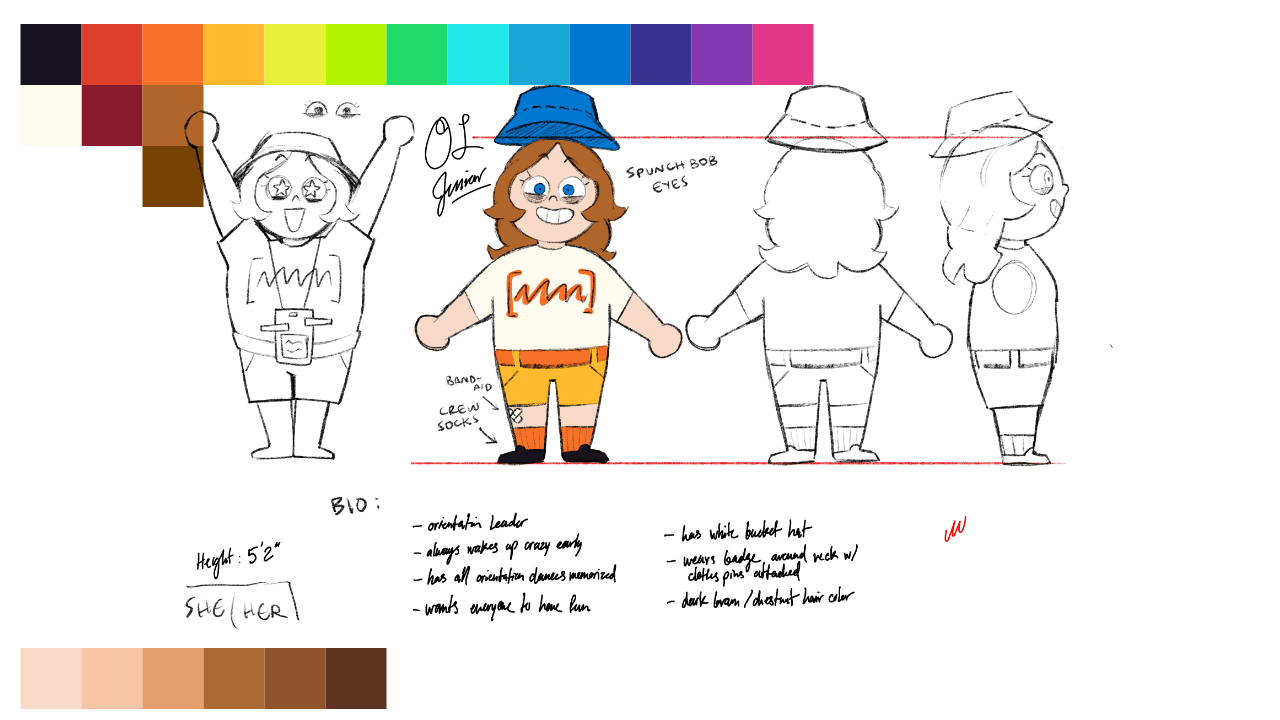 OL
Junior
SPUNCH BOB
EYES
BAND-
AID
CREW
SOCKS
BIO:
Height: 5'2"
SHE/HER
– orientatin leader
– always wakes up crazy early
– has all orientation dances memorized
– wants everyone to have fun
– has white bucket hat
– wears badge around neck w/
clothes pins attached
– dark brown/chestnut hair color